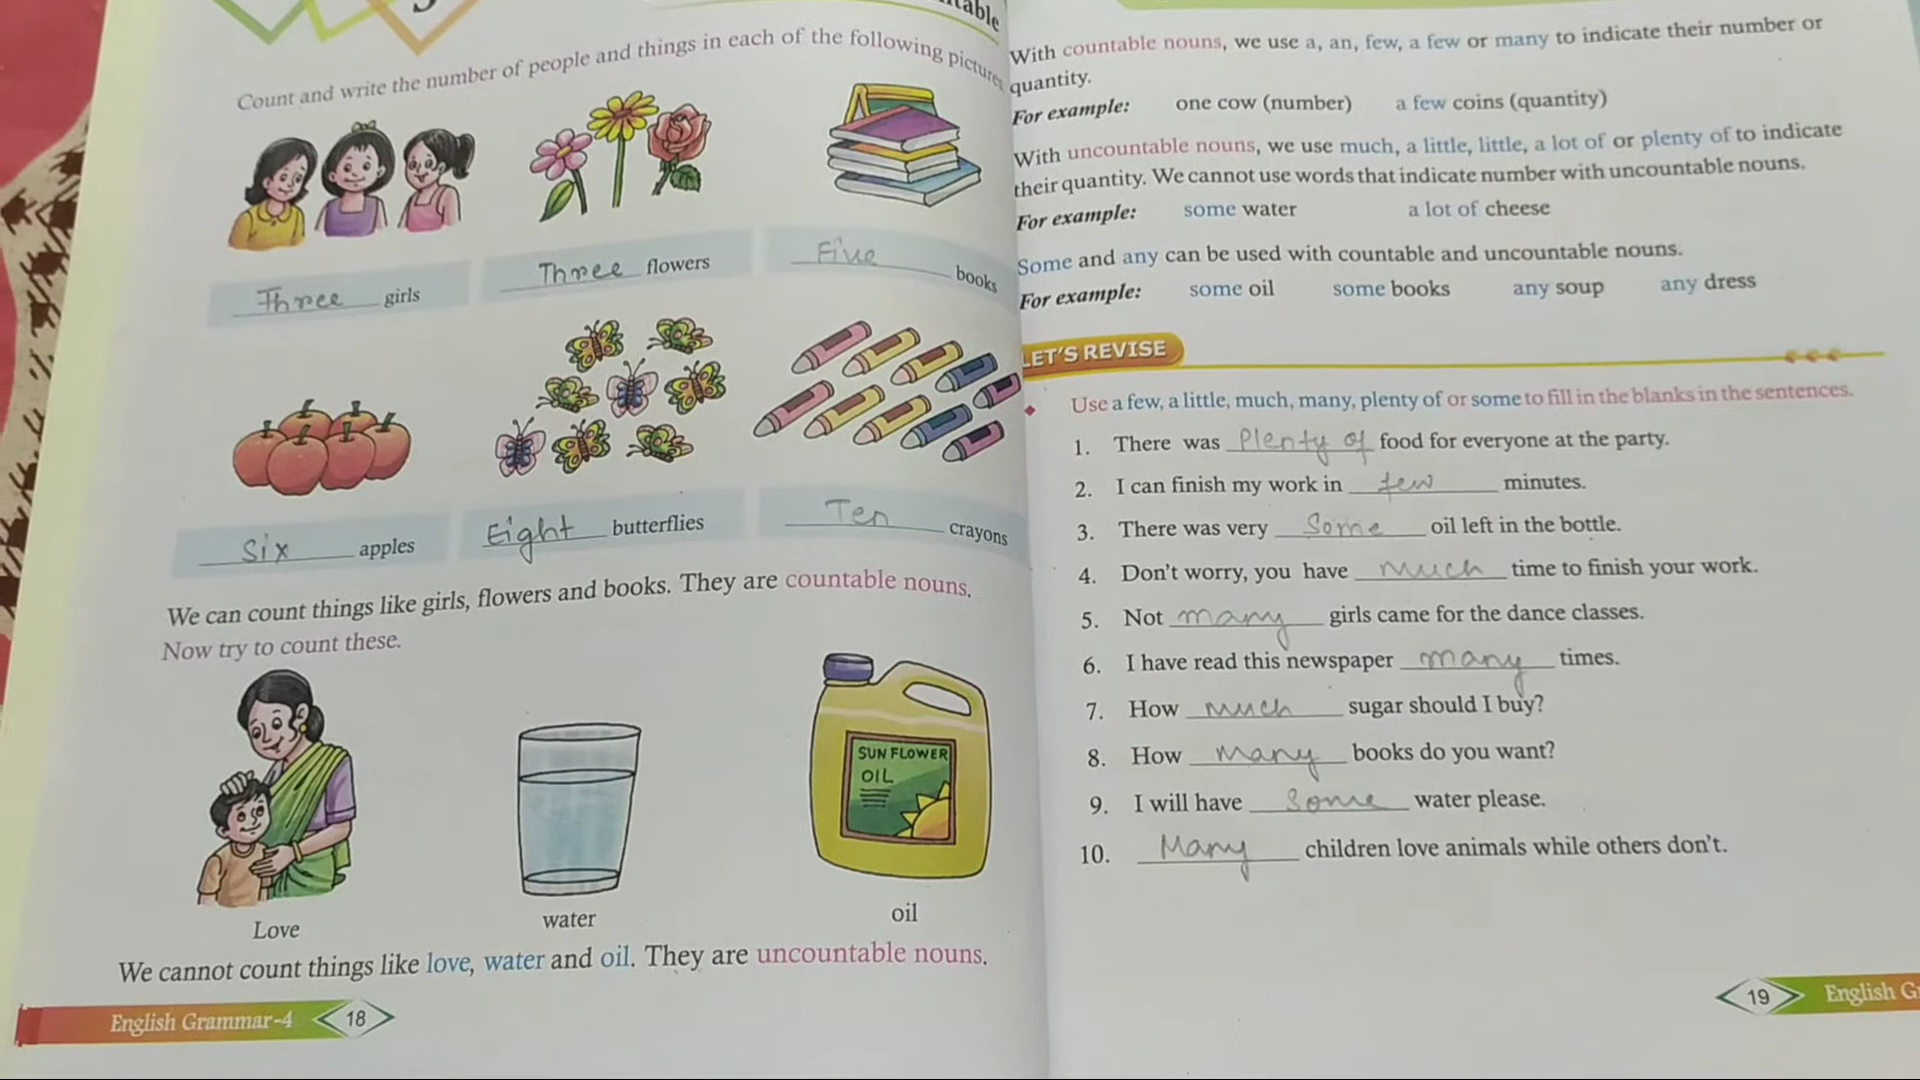 Count and write the number of people and things in each of the following pictures
Three girls
Three flowers
Five books
SIX apples
Eight butterflies
Ten crayons
We can count things like girls, flowers and books. They are countable nouns.
Now try to count these.
SUN FLOWER
OIL
Love
water
oil
We cannot count things like love, water and oil. They are uncountable nouns.
English Grammar-4 18
With countable nouns, we use a, an, few, a few or many to indicate their number or
quantity.
For example: one cow (number) a few coins (quantity)
With uncountable nouns, we use much, a little, little, a lot of or plenty of to indicate
their quantity. We cannot use words that indicate number with uncountable nouns.
For example: some water a lot of cheese
Some and any can be used with countable and uncountable nouns.
For example: some oil some books any soup any dress
LET'S REVISE
Use a few, a little, much, many, plenty of or some to fill in the blanks in the sentences.
1. There was Plenty of food for everyone at the party.
2. I can finish my work in few minutes.
3. There was very Some oil left in the bottle.
4. Don't worry, you have much time to finish your work.
5. Not many girls came for the dance classes.
6. I have read this newspaper many times.
7. How much sugar should I buy?
8. How many books do you want?
9. I will have some water please.
10. Many children love animals while others don't.
19 English